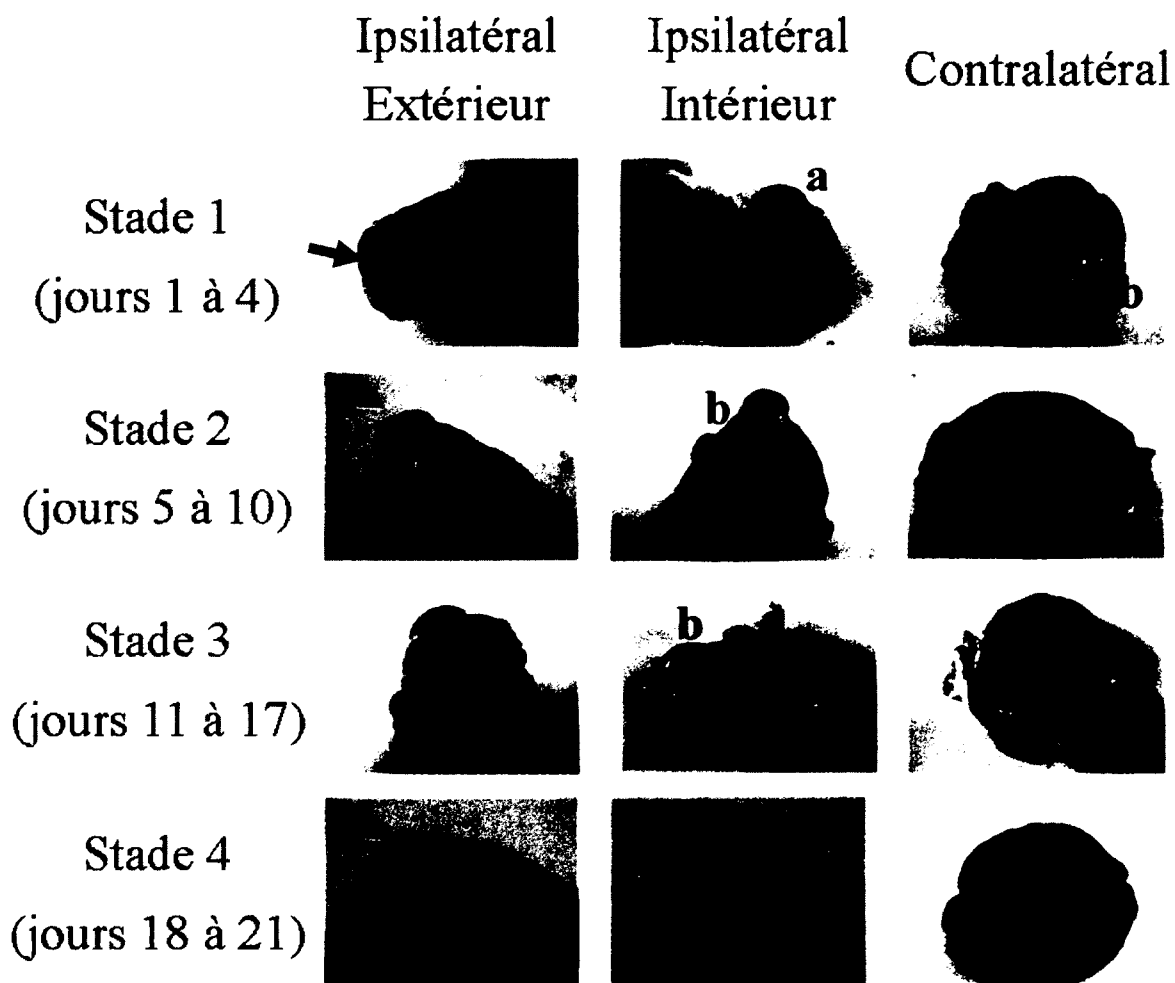 Ipsilatéral
Extérieur
Ipsilatéral
Intérieur
Contralatéral
Stade 1
(jours 1 à 4)
a
b
Stade 2
(jours 5 à 10)
b
Stade 3
(jours 11 à 17)
b
Stade 4
(jours 18 à 21)